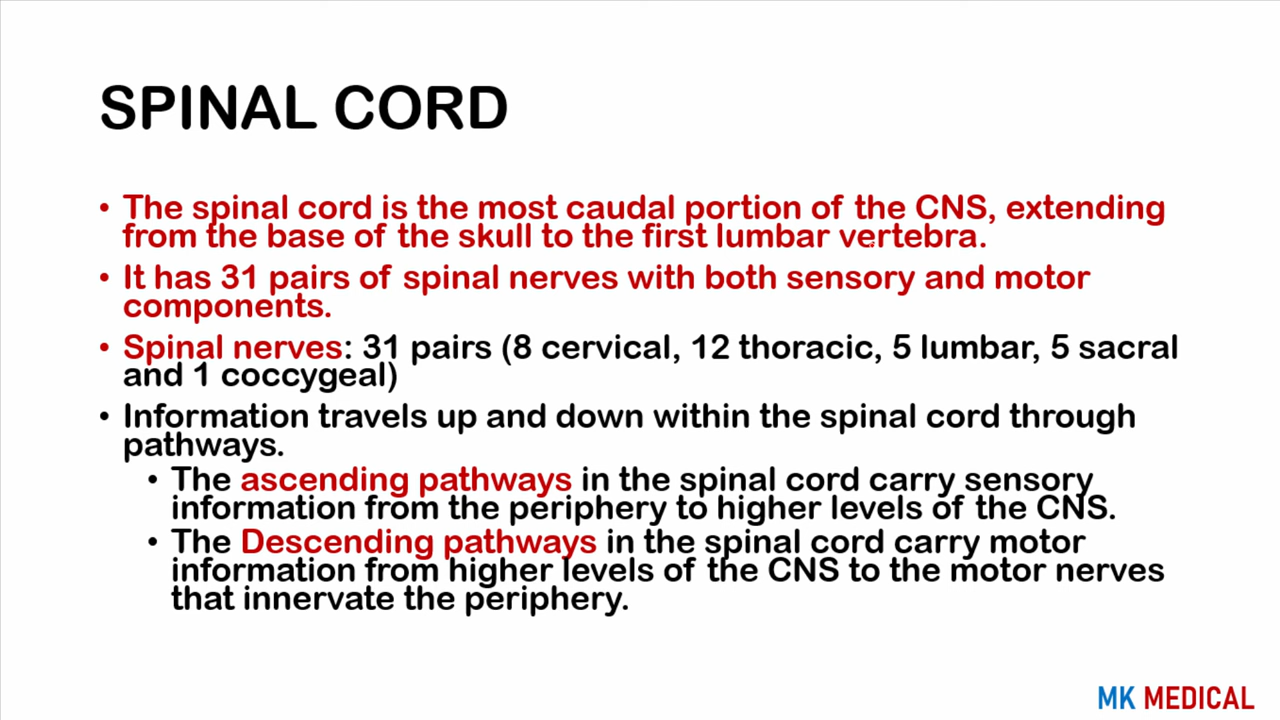 SPINAL CORD
• The spinal cord is the most caudal portion of the CNS, extending
from the base of the skull to the first lumbar vertebra.
• It has 31 pairs of spinal nerves with both sensory and motor
components.
• Spinal nerves: 31 pairs (8 cervical, 12 thoracic, 5 lumbar, 5 sacral
and 1 coccygeal)
• Information travels up and down within the spinal cord through
pathways.
• The ascending pathways in the spinal cord carry sensory
information from the periphery to higher levels of the CNS.
• The Descending pathways in the spinal cord carry motor
information from higher levels of the CNS to the motor nerves
that innervate the periphery.
MK MEDICAL